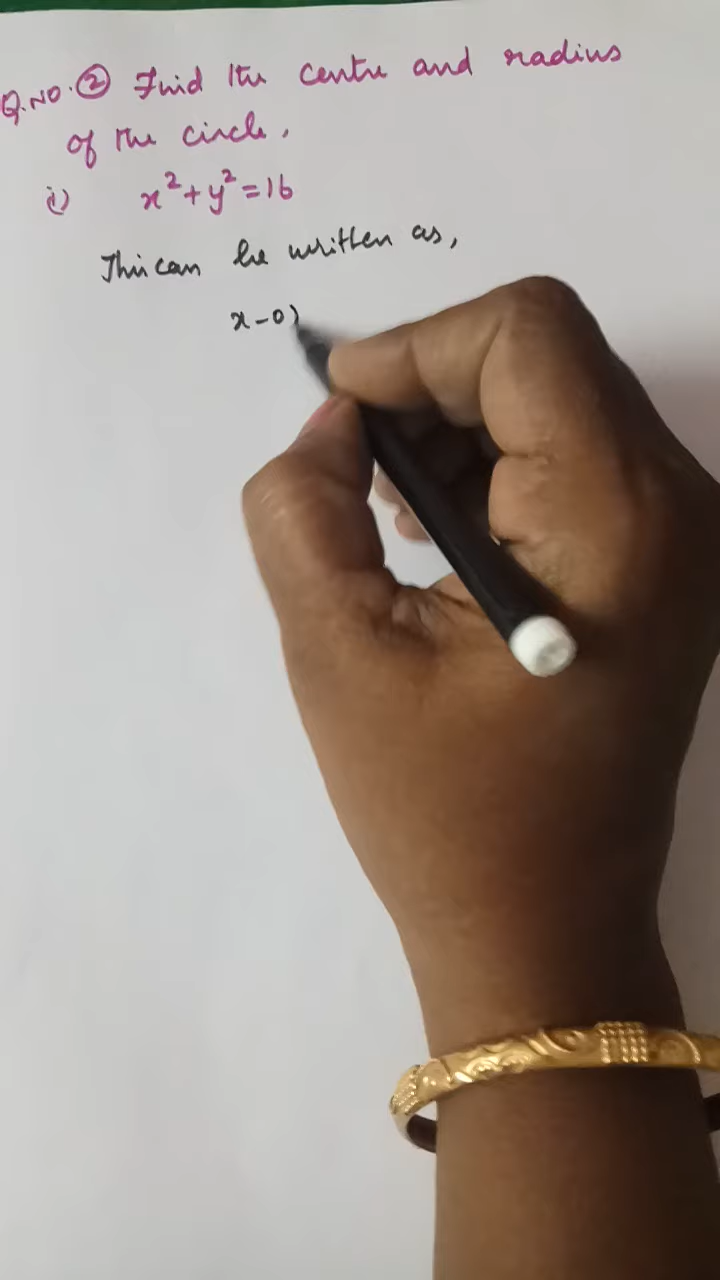 Q.NO.② Find the centre and radius
of the circle.
i) x²+y²=16
This can be written as,
x-0)